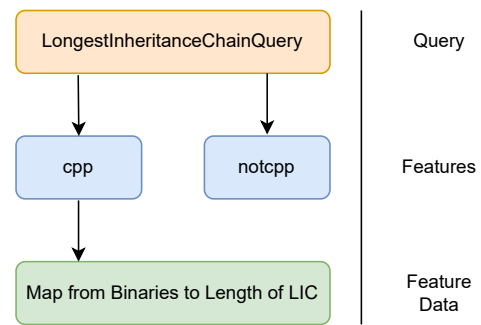 LongestInheritanceChainQuery
Query
cpp
notcpp
Features
Map from Binaries to Length of LIC
Feature
Data